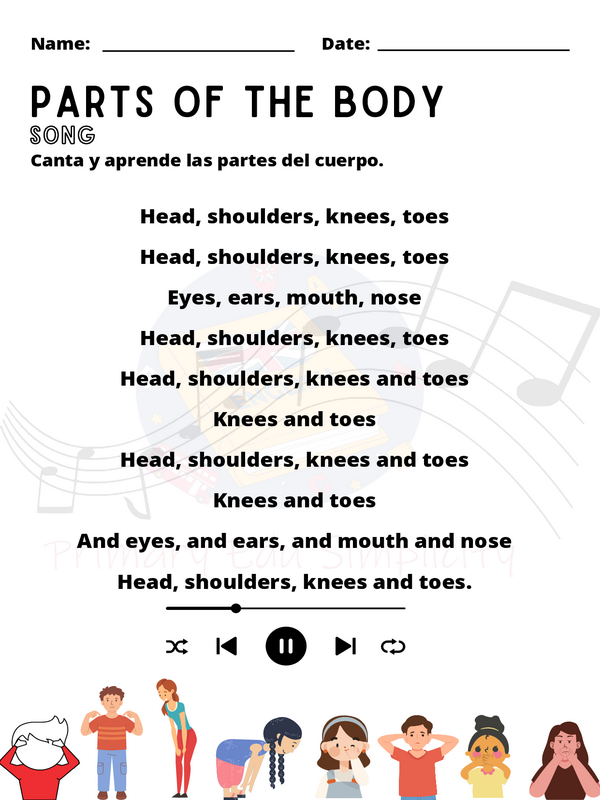 Name: Date:
PARTS OF THE BODY
SONG
Canta y aprende las partes del cuerpo.
Head, shoulders, knees, toes
Head, shoulders, knees, toes
Eyes, ears, mouth, nose
Head, shoulders, knees, toes
Head, shoulders, knees and toes
Knees and toes
Head, shoulders, knees and toes
Knees and toes
And eyes, and ears, and mouth and nose
Primary Edu Simplicity
Head, shoulders, knees and toes.